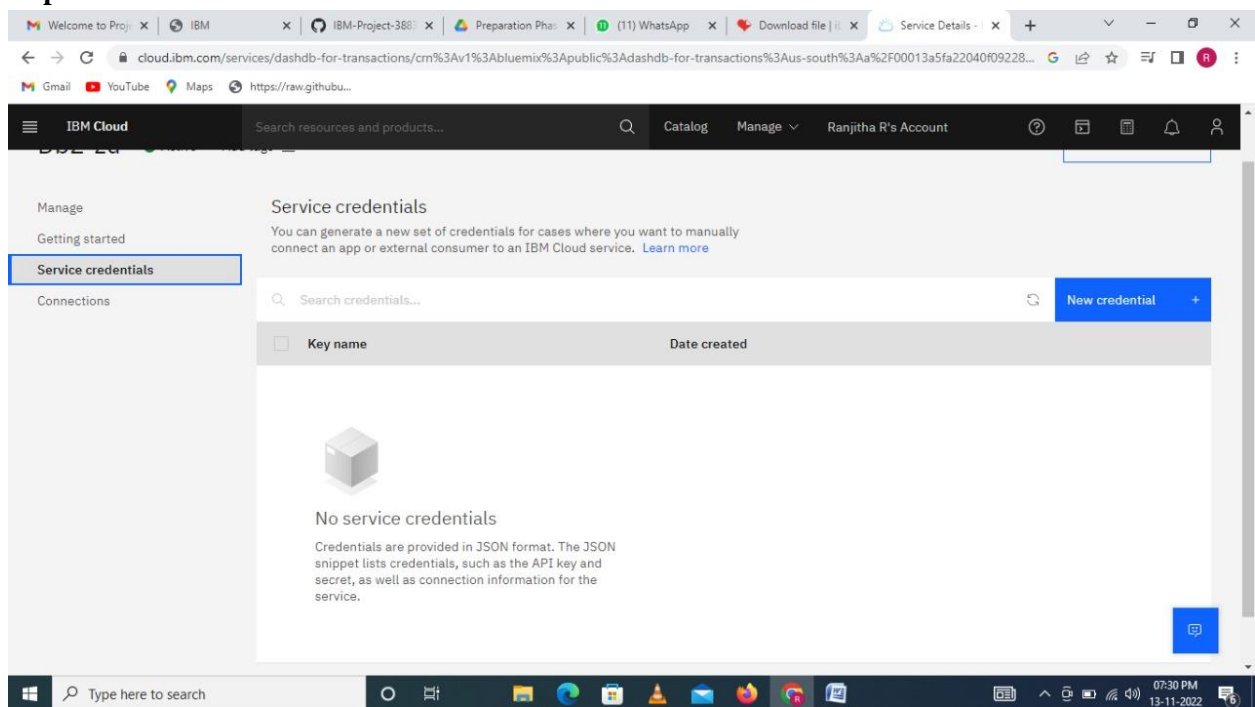 Welcome to Proj
IBM
IBM-Project-388
Preparation Pha
(11) WhatsApp
Download file | iL
Service Details -
cloud.ibm.com/services/dashdb-for-transactions/crn%3Av1%3Abluemix%3Apublic%3Adashdb-for-transactions%3Aus-south%3Aa%2F00013a5fa22040f09228...
Gmail
YouTube
Maps
https://raw.githubu...
IBM Cloud
Search resources and products...
Catalog
Manage
Ranjitha R's Account
Manage
Getting started
Service credentials
Connections
Service credentials
You can generate a new set of credentials for cases where you want to manually
connect an app or external consumer to an IBM Cloud service. Learn more
Search credentials...
New credential +
Key name
Date created
No service credentials
Credentials are provided in JSON format. The JSON
snippet lists credentials, such as the API key and
secret, as well as connection information for the
service.
Type here to search
07:30 PM
13-11-2022
6